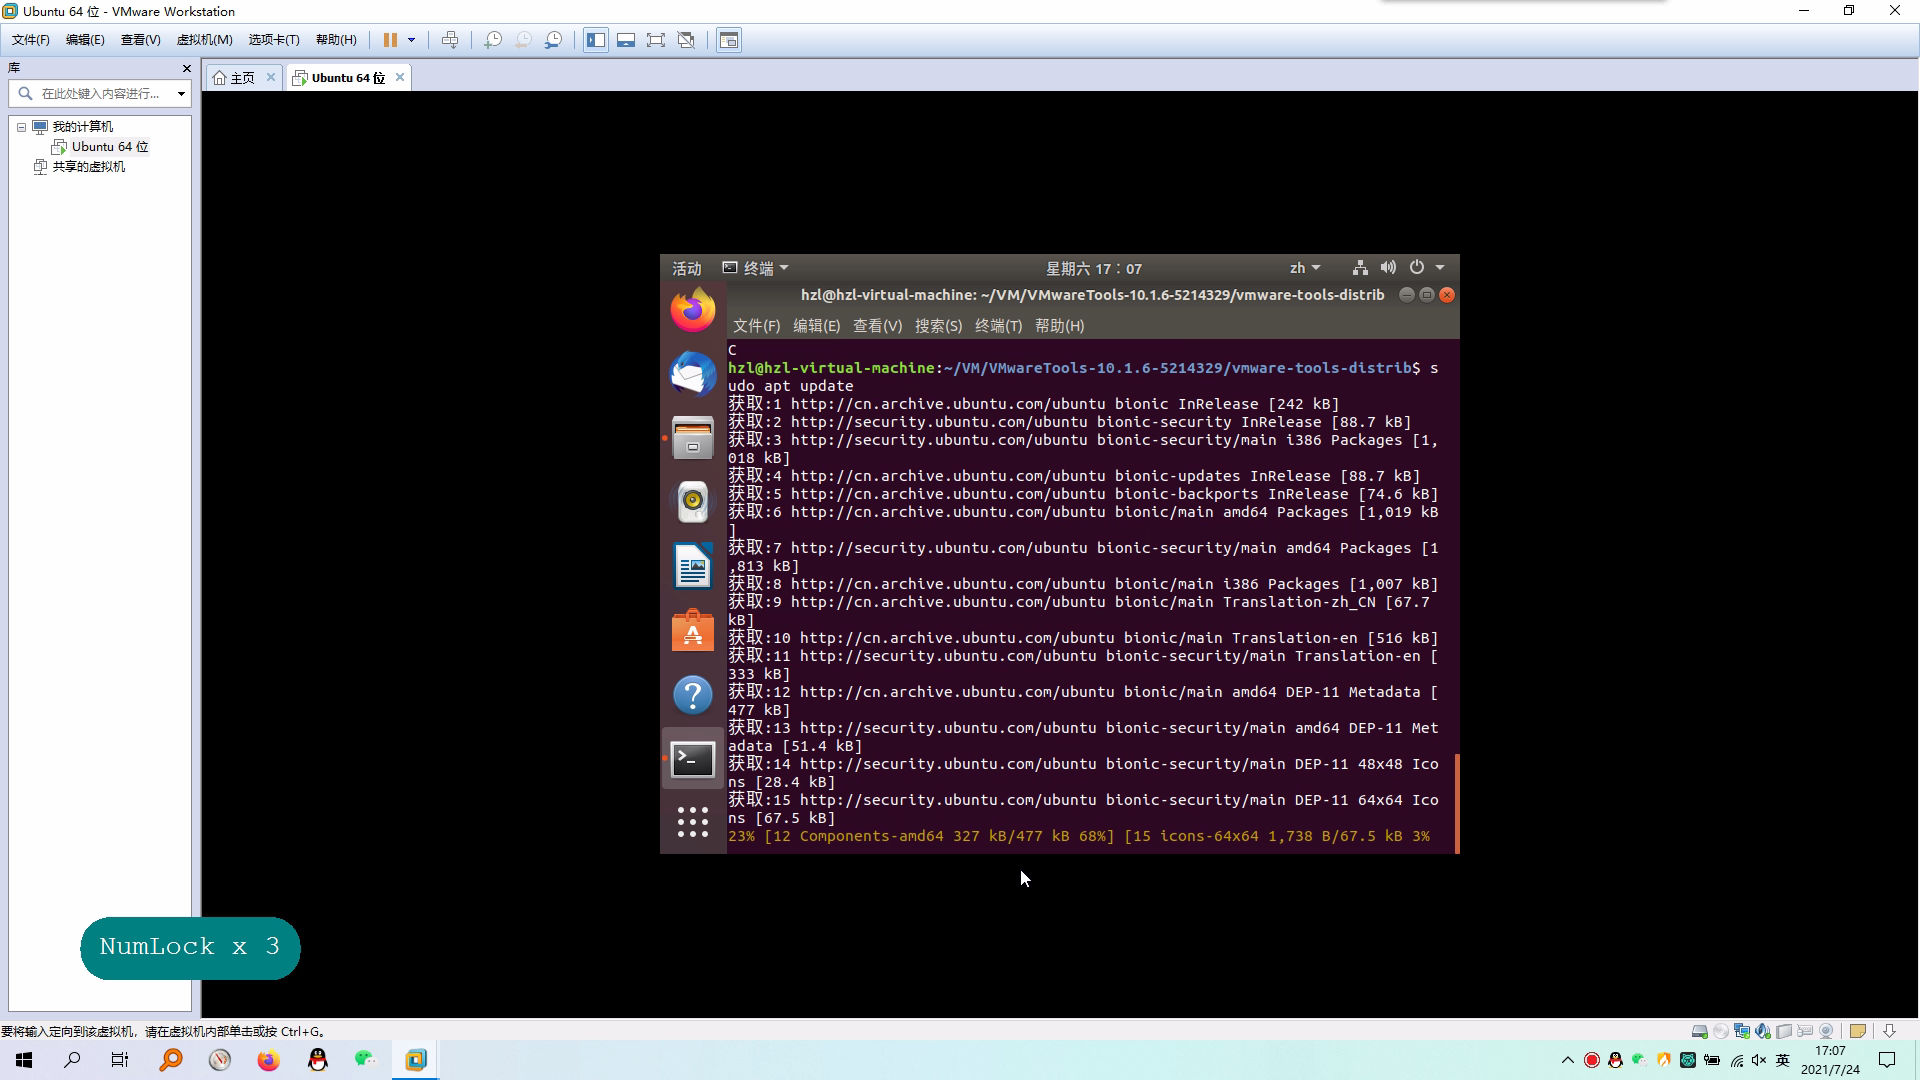 Ubuntu 64 位 - VMware Workstation
文件(F) 编辑(E) 查看(V) 虚拟机(M) 选项卡(T) 帮助(H)
库
在此处键入内容进行...
我的计算机
Ubuntu 64 位
共享的虚拟机
主页
Ubuntu 64 位
活动 终端 星期六 17：07 zh
hzl@hzl-virtual-machine: ~/VM/VMwareTools-10.1.6-5214329/vmware-tools-distrib
文件(F) 编辑(E) 查看(V) 搜索(S) 终端(T) 帮助(H)
C
hzl@hzl-virtual-machine:~/VM/VMwareTools-10.1.6-5214329/vmware-tools-distrib$ s
udo apt update
获取:1 http://cn.archive.ubuntu.com/ubuntu bionic InRelease [242 kB]
获取:2 http://security.ubuntu.com/ubuntu bionic-security InRelease [88.7 kB]
获取:3 http://security.ubuntu.com/ubuntu bionic-security/main i386 Packages [1,
018 kB]
获取:4 http://cn.archive.ubuntu.com/ubuntu bionic-updates InRelease [88.7 kB]
获取:5 http://cn.archive.ubuntu.com/ubuntu bionic-backports InRelease [74.6 kB]
获取:6 http://cn.archive.ubuntu.com/ubuntu bionic/main amd64 Packages [1,019 kB
]
获取:7 http://security.ubuntu.com/ubuntu bionic-security/main amd64 Packages [1
,813 kB]
获取:8 http://cn.archive.ubuntu.com/ubuntu bionic/main i386 Packages [1,007 kB]
获取:9 http://cn.archive.ubuntu.com/ubuntu bionic/main Translation-zh_CN [67.7
kB]
获取:10 http://cn.archive.ubuntu.com/ubuntu bionic/main Translation-en [516 kB]
获取:11 http://security.ubuntu.com/ubuntu bionic-security/main Translation-en [
333 kB]
获取:12 http://cn.archive.ubuntu.com/ubuntu bionic/main amd64 DEP-11 Metadata [
477 kB]
获取:13 http://security.ubuntu.com/ubuntu bionic-security/main amd64 DEP-11 Met
adata [51.4 kB]
获取:14 http://security.ubuntu.com/ubuntu bionic-security/main DEP-11 48x48 Ico
ns [28.4 kB]
获取:15 http://security.ubuntu.com/ubuntu bionic-security/main DEP-11 64x64 Ico
ns [67.5 kB]
23% [12 Components-amd64 327 kB/477 kB 68%] [15 icons-64x64 1,738 B/67.5 kB 3%
NumLock x 3
要将输入定向到该虚拟机，请在虚拟机内部单击或按 Ctrl+G。
英
17:07
2021/7/24